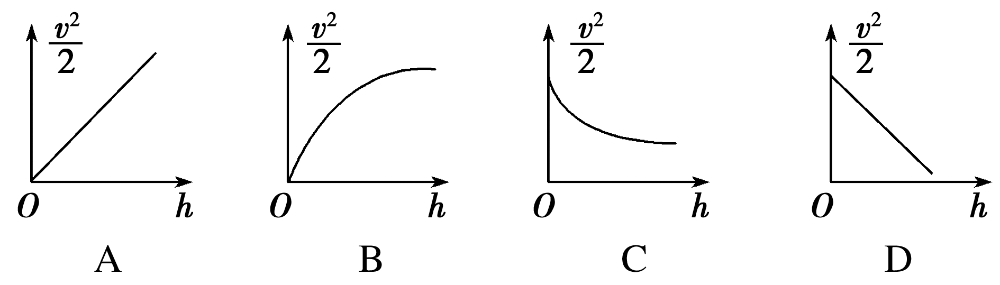 v²/2 v²/2 v²/2 v²/2
O h O h O h O h
A B C D